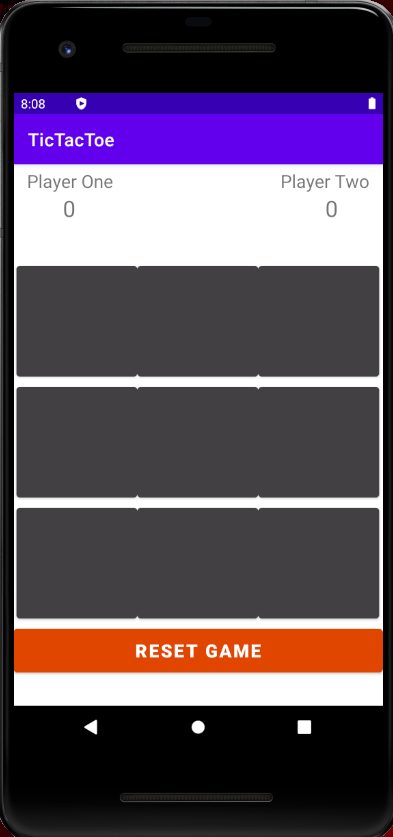 8:08
TicTacToe
Player One
Player Two
0
0
RESET GAME